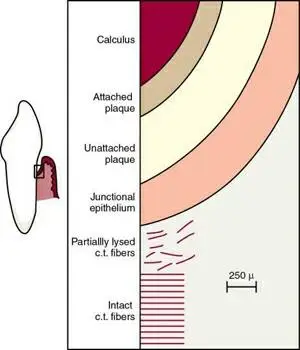 Calculus
Attached
plaque
Unattached
plaque
Junctional
epithelium
Partiallly lysed
c.t. fibers
250 μ
Intact
c.t. fibers